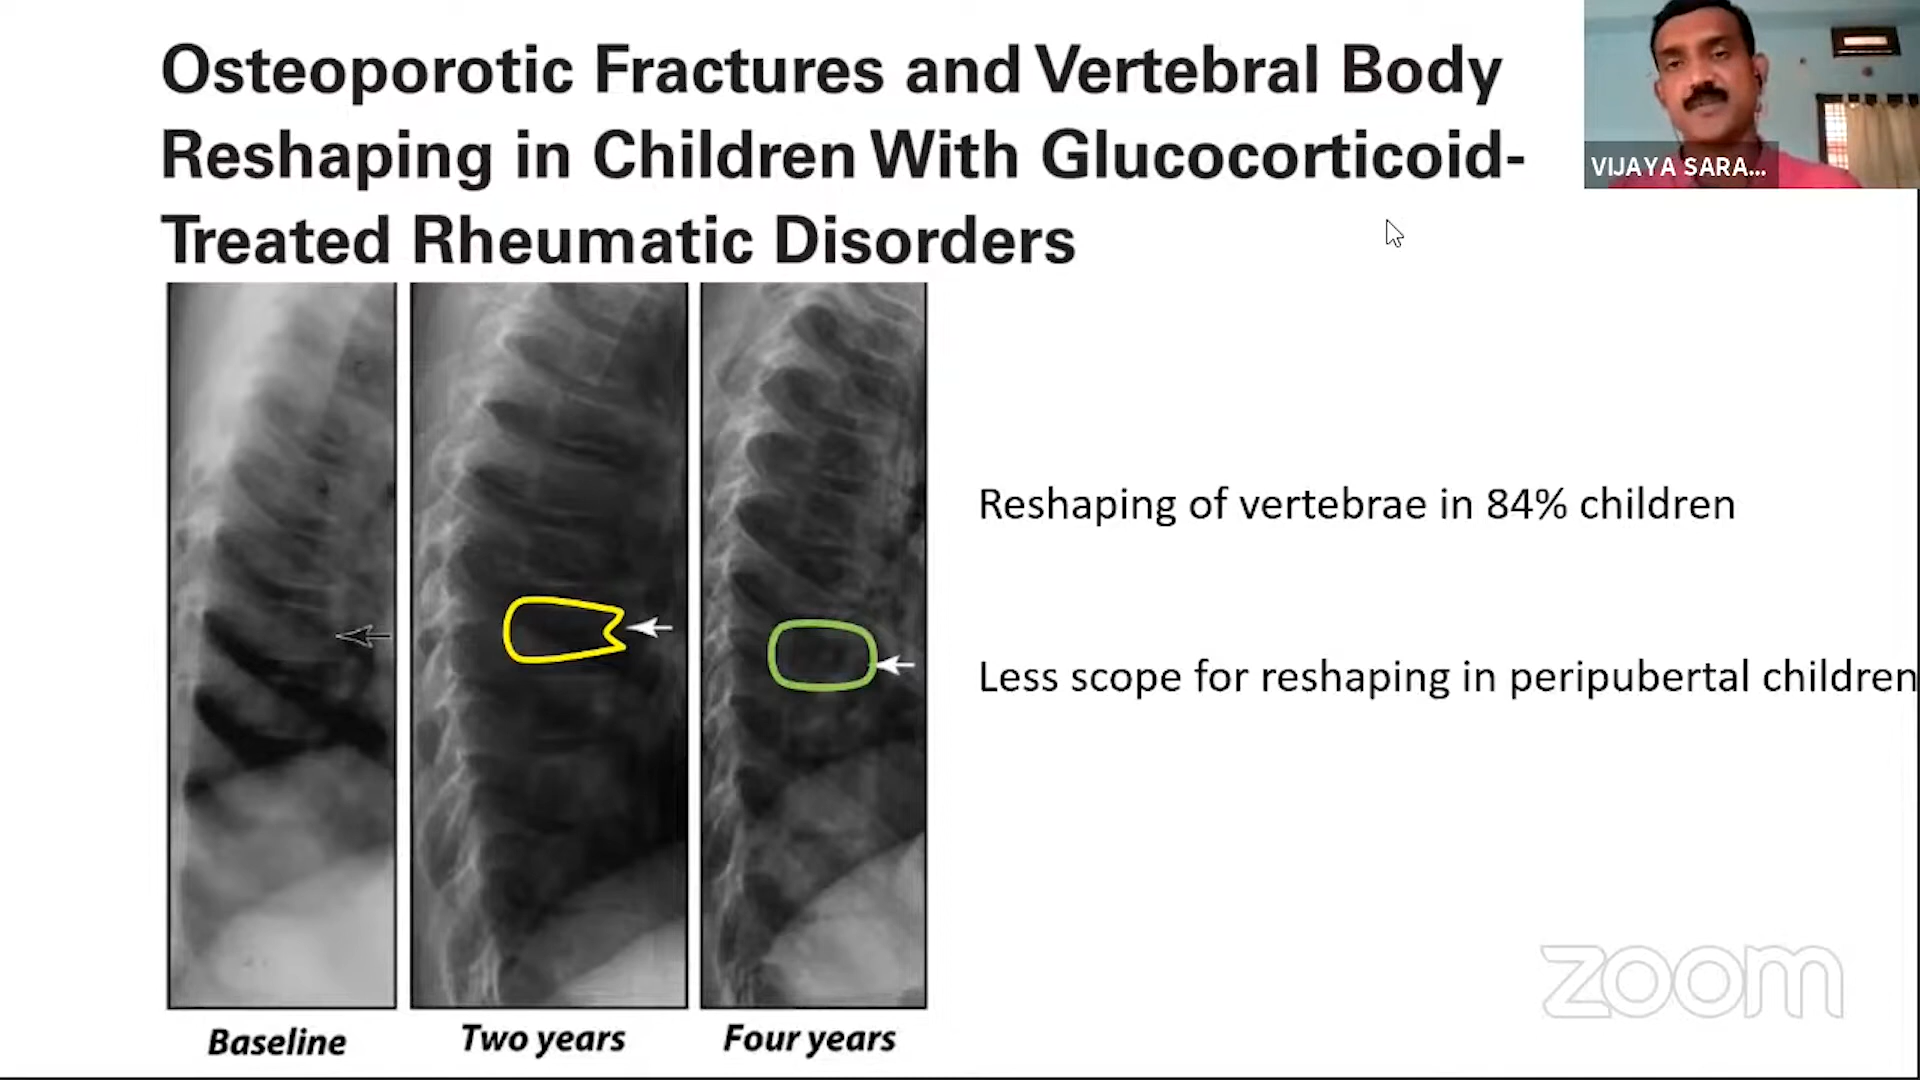 Osteoporotic Fractures and Vertebral Body
Reshaping in Children With Glucocorticoid-
Treated Rheumatic Disorders
VIJAYA SARA...
Reshaping of vertebrae in 84% children
Less scope for reshaping in peripubertal children
Baseline
Two years
Four years
zoom